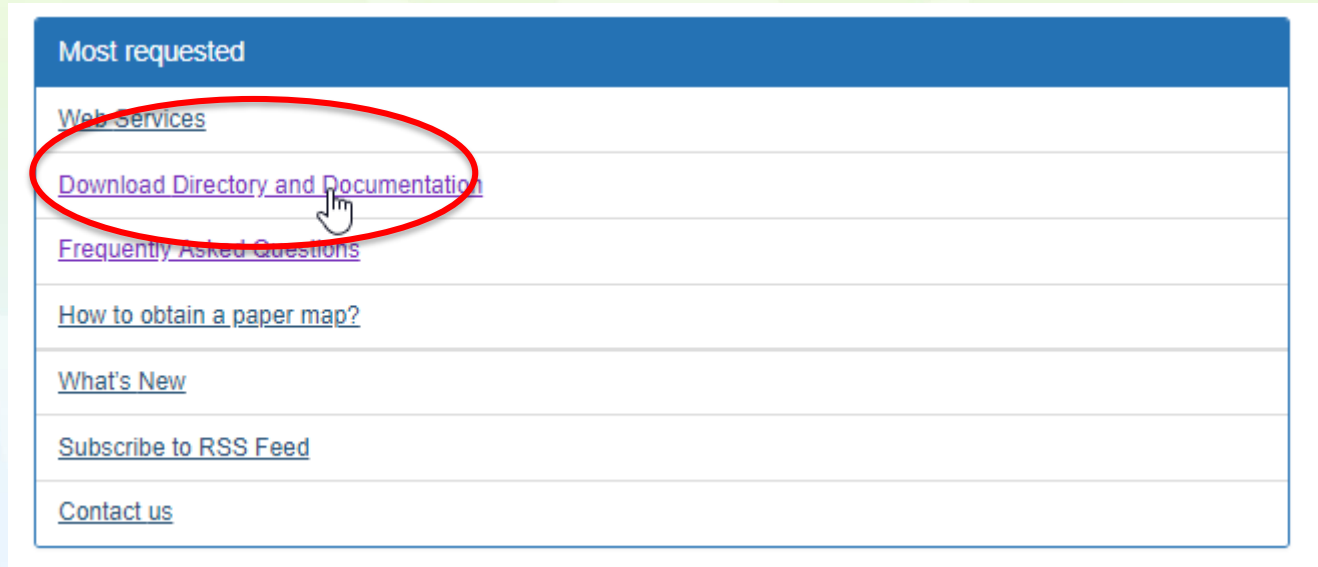 Most requested
Web Services
Download Directory and Documentation
Frequently Asked Questions
How to obtain a paper map?
What's New
Subscribe to RSS Feed
Contact us